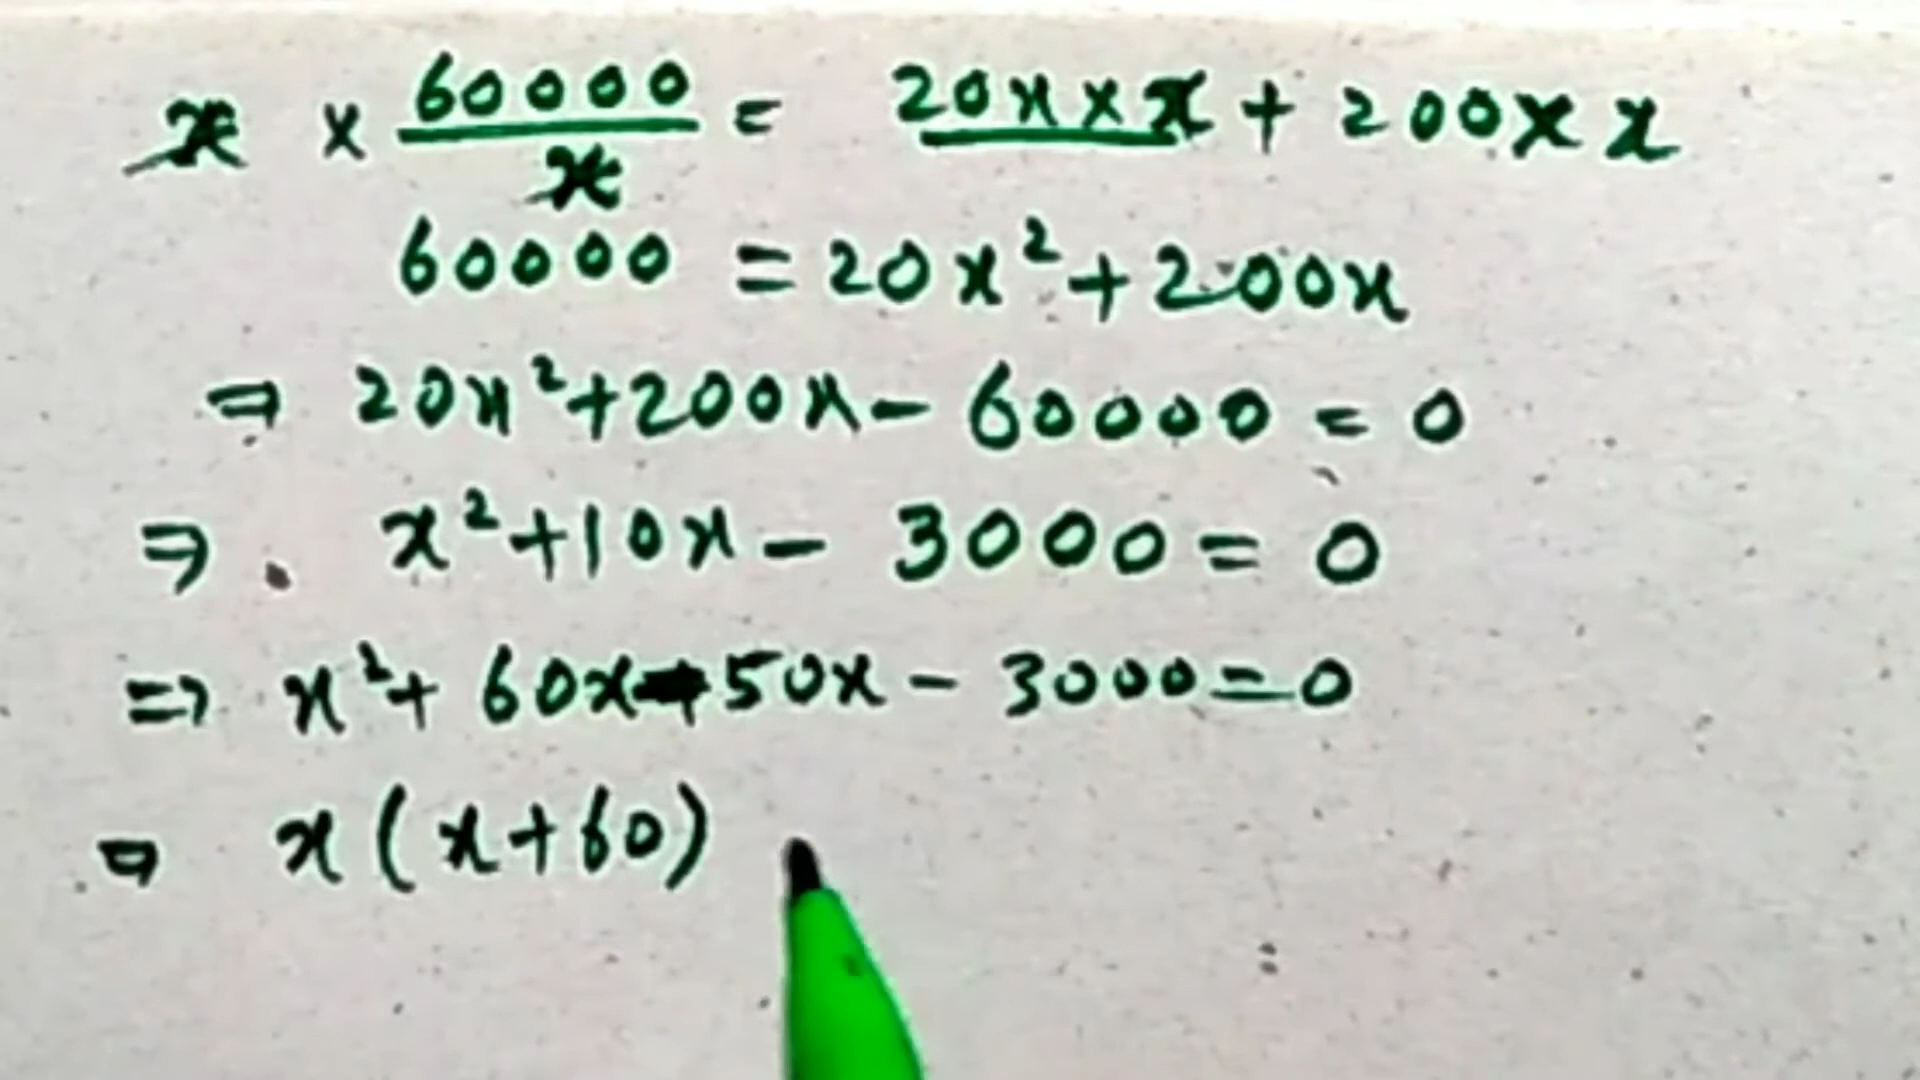 x × 60000/x = 20x × x + 200 × x
60000 = 20x² + 200x
⇒ 20x² + 200x - 60000 = 0
⇒ x² + 10x - 3000 = 0
⇒ x² + 60x - 50x - 3000 = 0
⇒ x (x + 60)